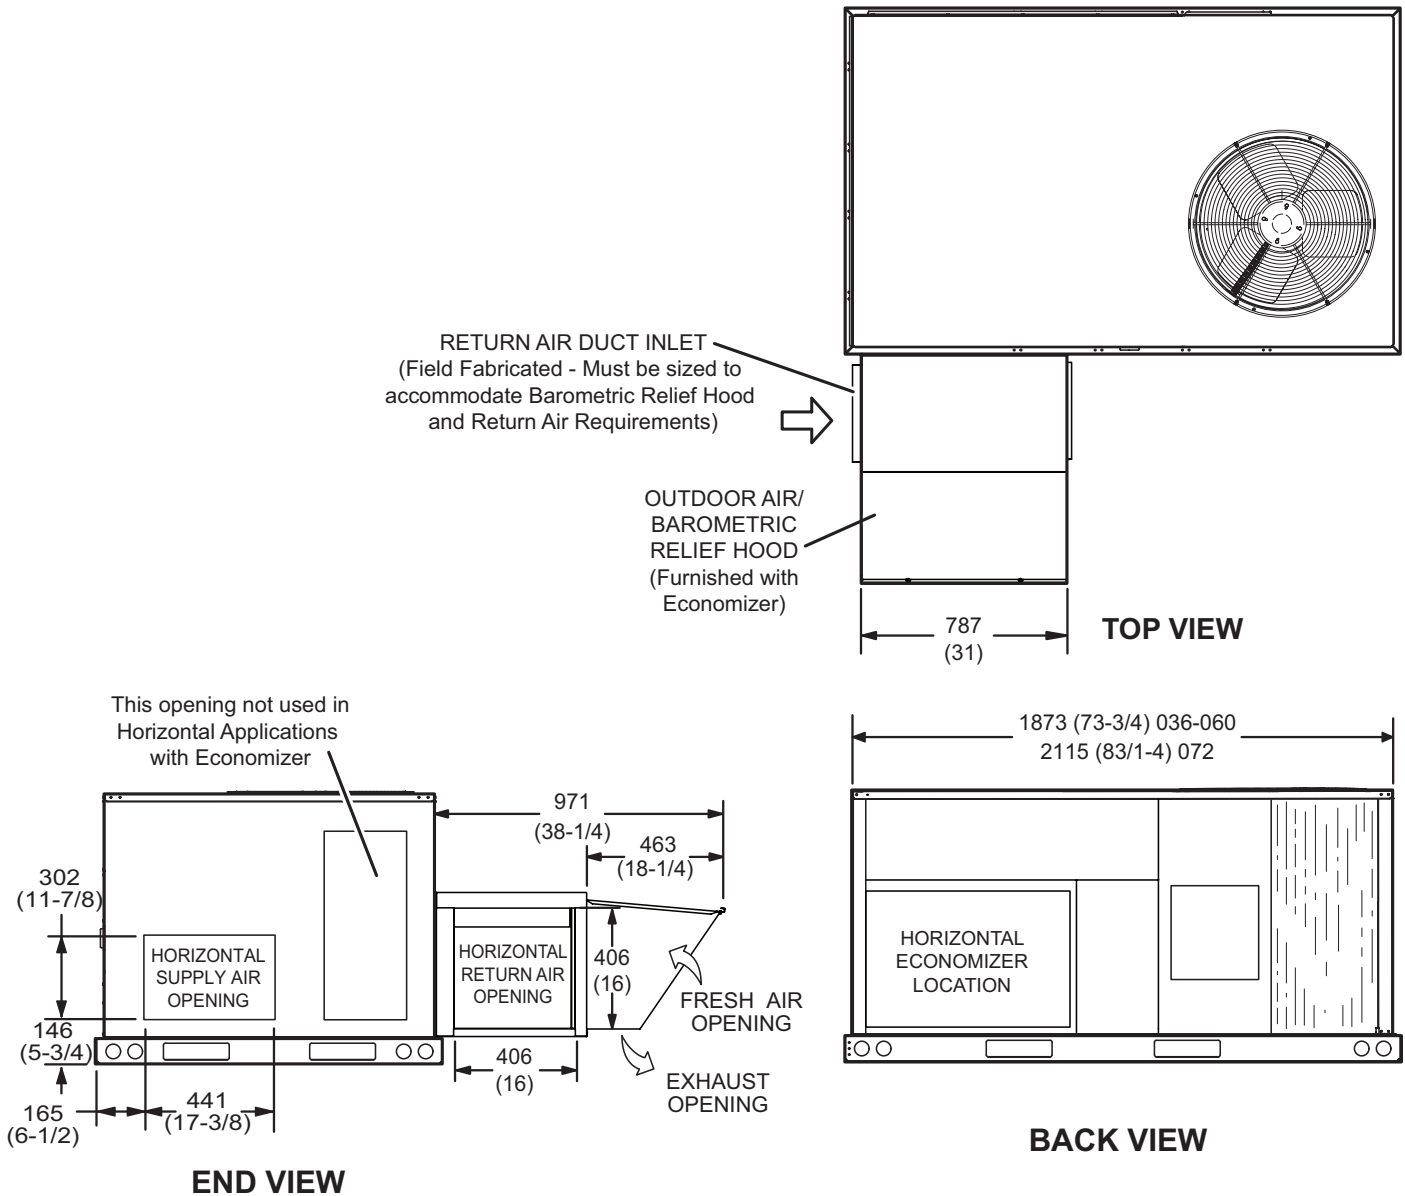 RETURN AIR DUCT INLET
(Field Fabricated - Must be sized to
accommodate Barometric Relief Hood
and Return Air Requirements)
OUTDOOR AIR/
BAROMETRIC
RELIEF HOOD
(Furnished with
Economizer)
787
(31)
TOP VIEW
This opening not used in
Horizontal Applications
with Economizer
971
(38-1/4)
463
(18-1/4)
302
(11-7/8)
HORIZONTAL
SUPPLY AIR
OPENING
HORIZONTAL
RETURN AIR
OPENING
406
(16)
FRESH AIR
OPENING
146
(5-3/4)
406
(16)
EXHAUST
OPENING
165
(6-1/2)
441
(17-3/8)
END VIEW
1873 (73-3/4) 036-060
2115 (83/1-4) 072
HORIZONTAL
ECONOMIZER
LOCATION
BACK VIEW